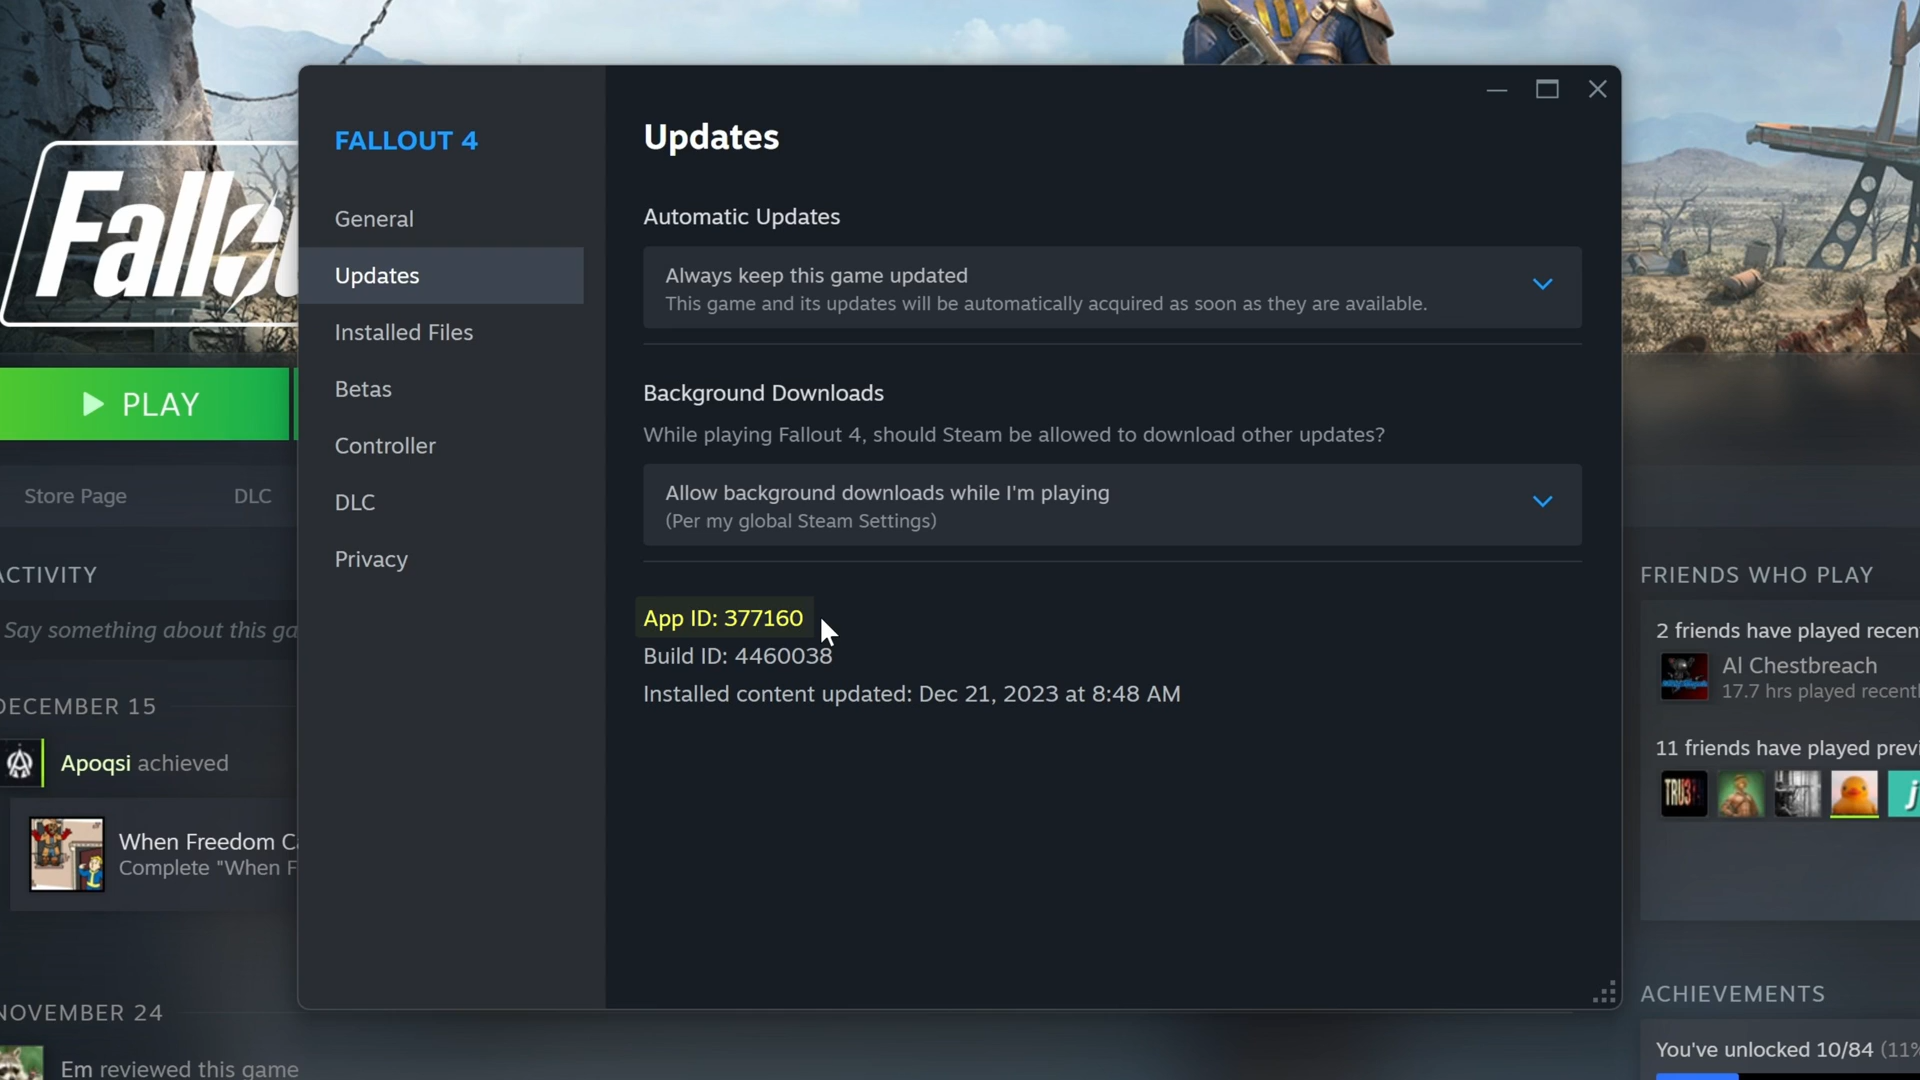 FALLOUT 4
General
Updates
Installed Files
Betas
Controller
DLC
Privacy
Updates
Automatic Updates
Always keep this game updated
This game and its updates will be automatically acquired as soon as they are available.
Background Downloads
While playing Fallout 4, should Steam be allowed to download other updates?
Allow background downloads while I'm playing
(Per my global Steam Settings)
App ID: 377160
Build ID: 4460038
Installed content updated: Dec 21, 2023 at 8:48 AM
PLAY
Store Page DLC
ACTIVITY
Say something about this ga
DECEMBER 15
Apoqsi achieved
When Freedom Ca
Complete "When F
NOVEMBER 24
Em reviewed this game
FRIENDS WHO PLAY
2 friends have played recen
Al Chestbreach
17.7 hrs played recent
11 friends have played previ
TRU3
j
ACHIEVEMENTS
You've unlocked 10/84 (11%